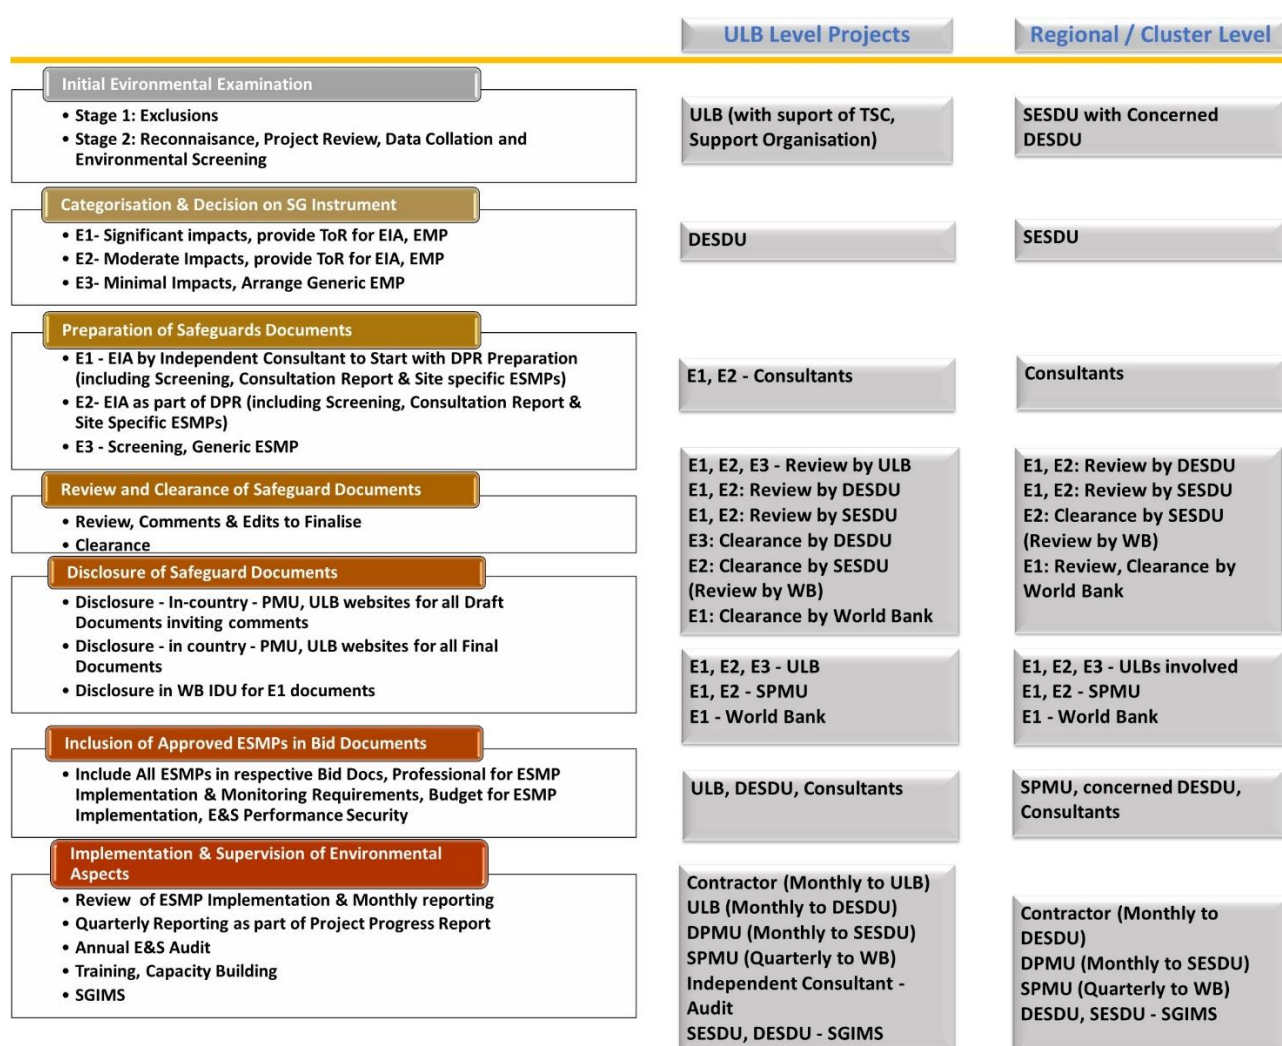 ULB Level Projects
Regional / Cluster Level
Initial Evironmental Examination
• Stage 1: Exclusions
• Stage 2: Reconnaisance, Project Review, Data Collation and
Environmental Screening
ULB (with suport of TSC,
Support Organisation)
SESDU with Concerned
DESDU
Categorisation & Decision on SG Instrument
• E1- Significant impacts, provide ToR for EIA, EMP
• E2- Moderate Impacts, provide ToR for EIA, EMP
• E3- Minimal Impacts, Arrange Generic EMP
DESDU
SESDU
Preparation of Safeguards Documents
• E1 - EIA by Independent Consultant to Start with DPR Preparation
(including Screening, Consultation Report & Site specific ESMPs)
• E2- EIA as part of DPR (including Screening, Consultation Report &
Site Specific ESMPs)
• E3 - Screening, Generic ESMP
E1, E2 - Consultants
Consultants
Review and Clearance of Safeguard Documents
• Review, Comments & Edits to Finalise
• Clearance
E1, E2, E3 - Review by ULB
E1, E2: Review by DESDU
E1, E2: Review by SESDU
E3: Clearance by DESDU
E2: Clearance by SESDU
(Review by WB)
E1: Clearance by World Bank
E1, E2: Review by DESDU
E1, E2: Review by SESDU
E2: Clearance by SESDU
(Review by WB)
E1: Review, Clearance by
World Bank
Disclosure of Safeguard Documents
• Disclosure - In-country - PMU, ULB websites for all Draft
Documents inviting comments
• Disclosure - in country - PMU, ULB websites for all Final
Documents
• Disclosure in WB IDU for E1 documents
E1, E2, E3 - ULB
E1, E2 - SPMU
E1 - World Bank
E1, E2, E3 - ULBs involved
E1, E2 - SPMU
E1 - World Bank
Inclusion of Approved ESMPs in Bid Documents
• Include All ESMPs in respective Bid Docs, Professional for ESMP
Implementation & Monitoring Requirements, Budget for ESMP
Implementation, E&S Performance Security
ULB, DESDU, Consultants
SPMU, concerned DESDU,
Consultants
Implementation & Supervision of Environmental
Aspects
• Review of ESMP Implementation & Monthly reporting
• Quarterly Reporting as part of Project Progress Report
• Annual E&S Audit
• Training, Capacity Building
• SGIMS
Contractor (Monthly to ULB)
ULB (Monthly to DESDU)
DPMU (Monthly to SESDU)
SPMU (Quarterly to WB)
Independent Consultant -
Audit
SESDU, DESDU - SGIMS
Contractor (Monthly to
DESDU)
DPMU (Monthly to SESDU)
SPMU (Quarterly to WB)
DESDU, SESDU - SGIMS